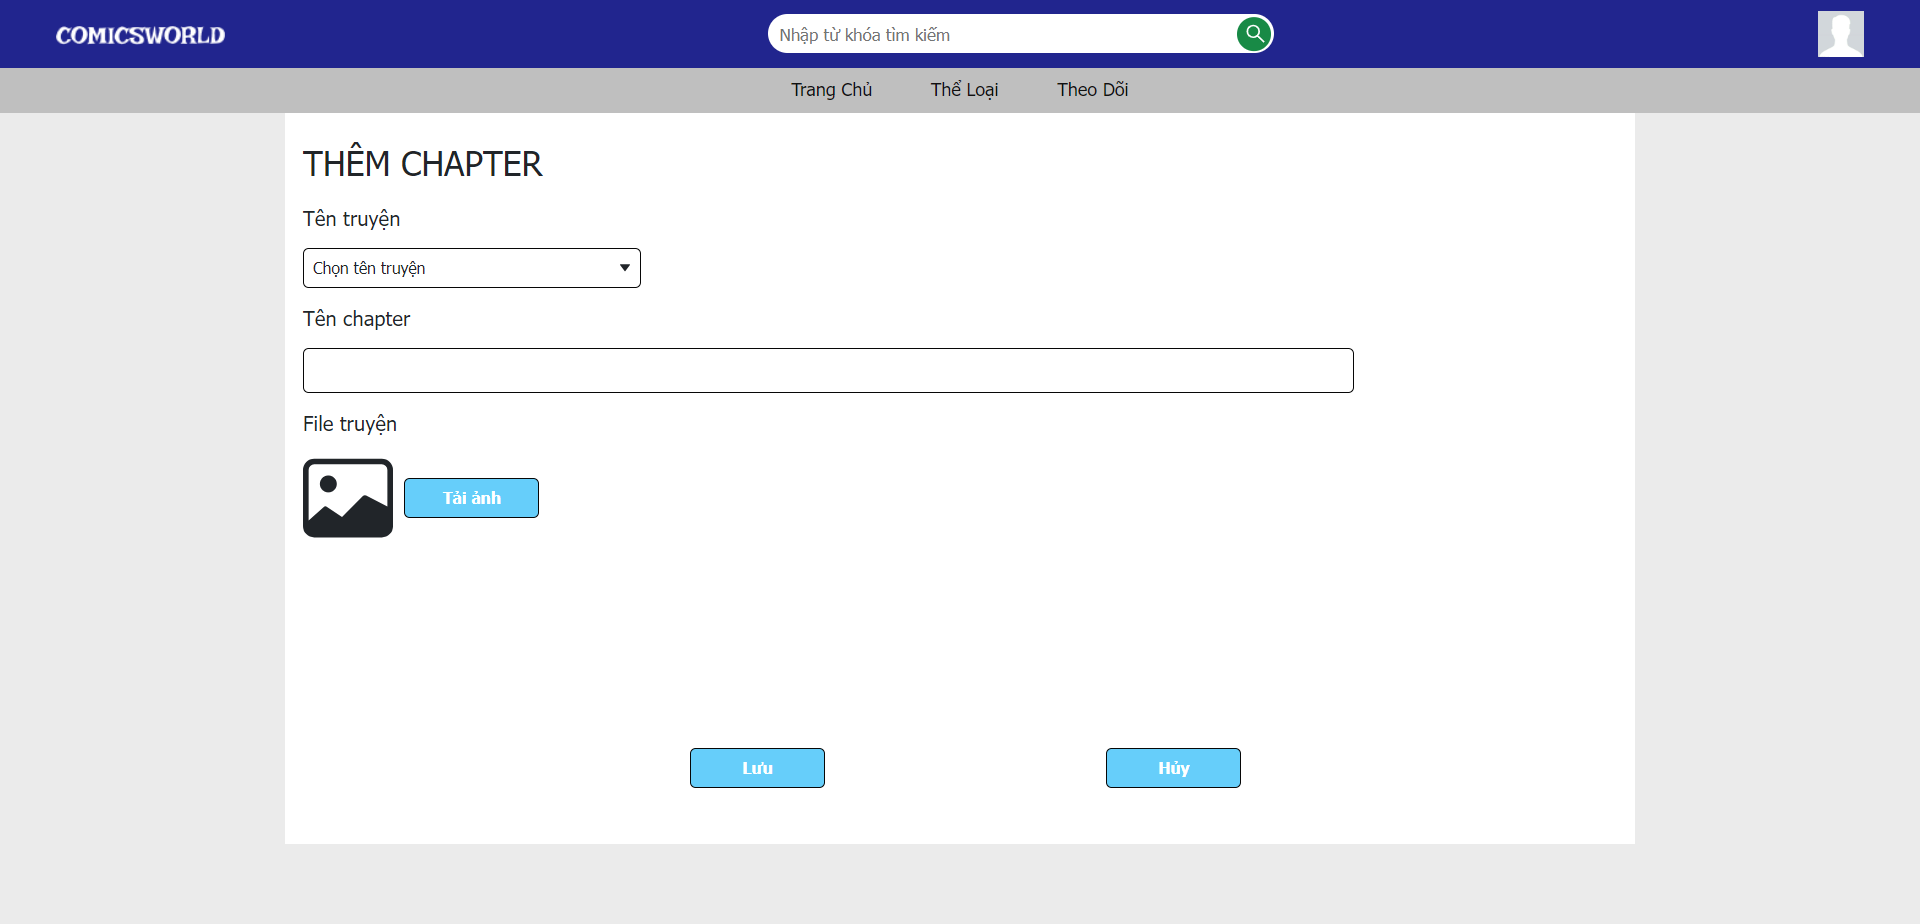 COMICSWORLD
Nhập từ khóa tìm kiếm
Trang Chủ
Thể Loại
Theo Dõi
THÊM CHAPTER
Tên truyện
Chọn tên truyện
Tên chapter
File truyện
Tải ảnh
Lưu
Hủy